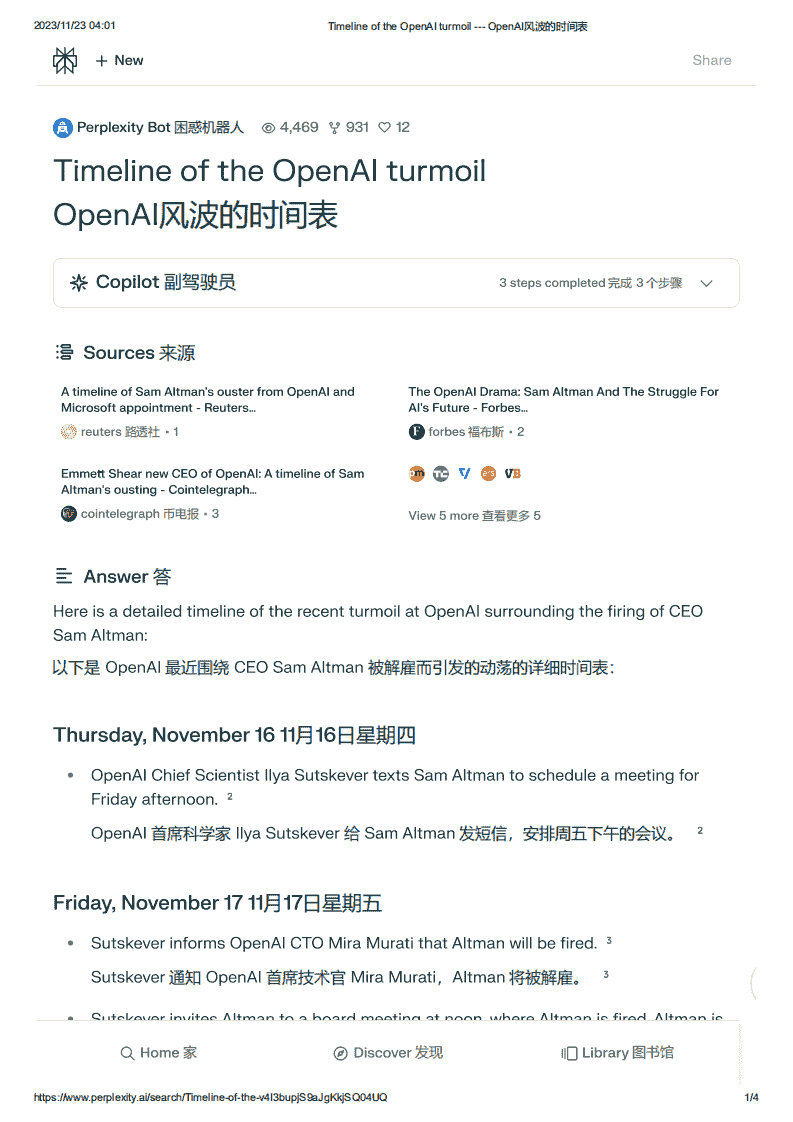 2023/11/23 04:01
Timeline of the OpenAI turmoil --- OpenAI风波的时间表
New
Share
Perplexity Bot 困惑机器人 4,469 931 12
Timeline of the OpenAI turmoil
OpenAI风波的时间表
Copilot 副驾驶员
3 steps completed 完成 3 个步骤
Sources 来源
A timeline of Sam Altman's ouster from OpenAI and
Microsoft appointment - Reuters…
reuters 路透社 • 1
The OpenAI Drama: Sam Altman And The Struggle For
AI's Future - Forbes…
forbes 福布斯 • 2
Emmett Shear new CEO of OpenAI: A timeline of Sam
Altman's ousting - Cointelegraph…
cointelegraph 币电报 • 3
View 5 more 查看更多 5
Answer 答
Here is a detailed timeline of the recent turmoil at OpenAI surrounding the firing of CEO
Sam Altman:
以下是 OpenAI 最近围绕 CEO Sam Altman 被解雇而引发的动荡的详细时间表：
Thursday, November 16 11月16日星期四
• OpenAI Chief Scientist Ilya Sutskever texts Sam Altman to schedule a meeting for
Friday afternoon. 2
OpenAI 首席科学家 Ilya Sutskever 给 Sam Altman 发短信，安排周五下午的会议。 2
Friday, November 17 11月17日星期五
• Sutskever informs OpenAI CTO Mira Murati that Altman will be fired. 3
Sutskever 通知 OpenAI 首席技术官 Mira Murati，Altman 将被解雇。 3
• Sutskever invites Altman to a board meeting at noon, where Altman is fired. Altman is
Home 家
Discover 发现
Library 图书馆
https://www.perplexity.ai/search/Timeline-of-the-v4I3bupjS9aJgKkjSQ04UQ
1/4